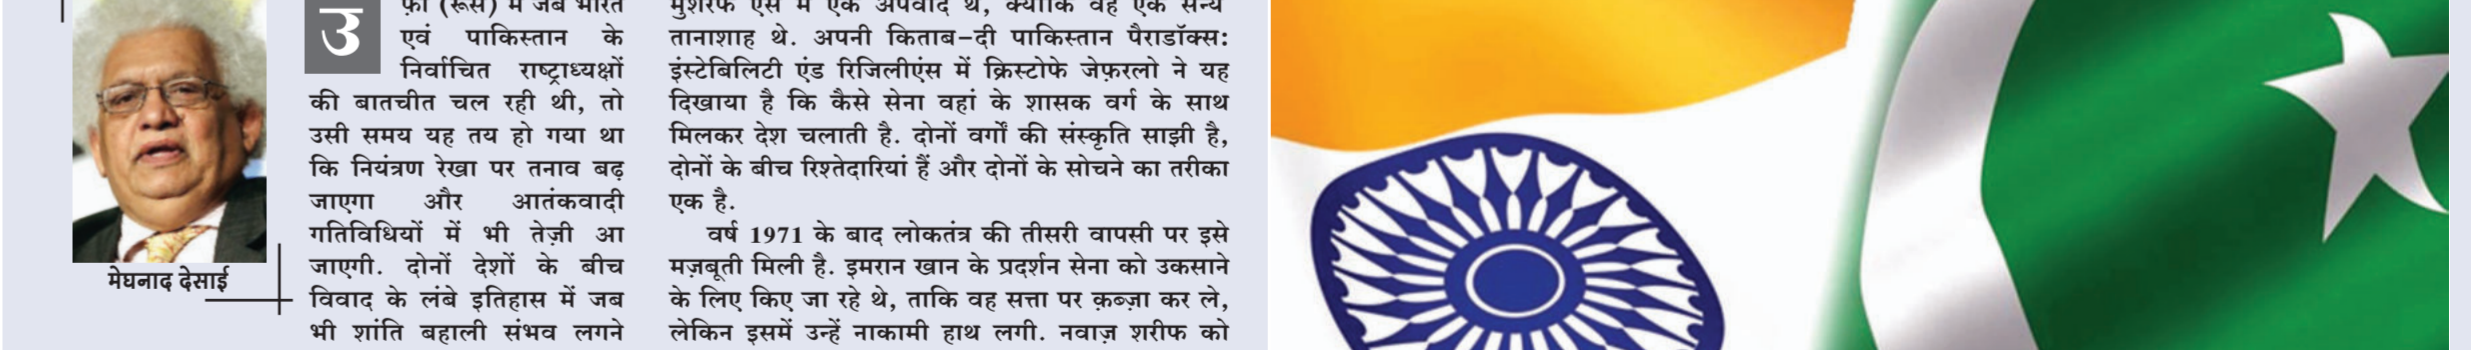 उ
फ़ा (रूस) में जब भारत
एवं पाकिस्तान के
निर्वाचित राष्ट्राध्यक्षों
की बातचीत चल रही थी, तो
उसी समय यह तय हो गया था
कि नियंत्रण रेखा पर तनाव बढ़
जाएगा और आतंकवादी
गतिविधियों में भी तेज़ी आ
जाएगी. दोनों देशों के बीच
विवाद के लंबे इतिहास में जब
भी शांति बहाली संभव लगने
मुशर्रफ ऐसे में एक अपवाद थे, क्योंकि वह एक सैन्य
तानाशाह थे. अपनी किताब-दी पाकिस्तान पैराडॉक्स:
इंस्टेबिलिटी एंड रिजिलीएंस में क्रिस्टोफे जेफ़रलो ने यह
दिखाया है कि कैसे सेना वहां के शासक वर्ग के साथ
मिलकर देश चलाती है. दोनों वर्गों की संस्कृति साझी है,
दोनों के बीच रिश्तेदारियां हैं और दोनों के सोचने का तरीका
एक है.
वर्ष 1971 के बाद लोकतंत्र की तीसरी वापसी पर इसे
मज़बूती मिली है. इमरान खान के प्रदर्शन सेना को उकसाने
के लिए किए जा रहे थे, ताकि वह सत्ता पर क़ब्ज़ा कर ले,
लेकिन इसमें उन्हें नाकामी हाथ लगी. नवाज़ शरीफ को
मेघनाद देसाई